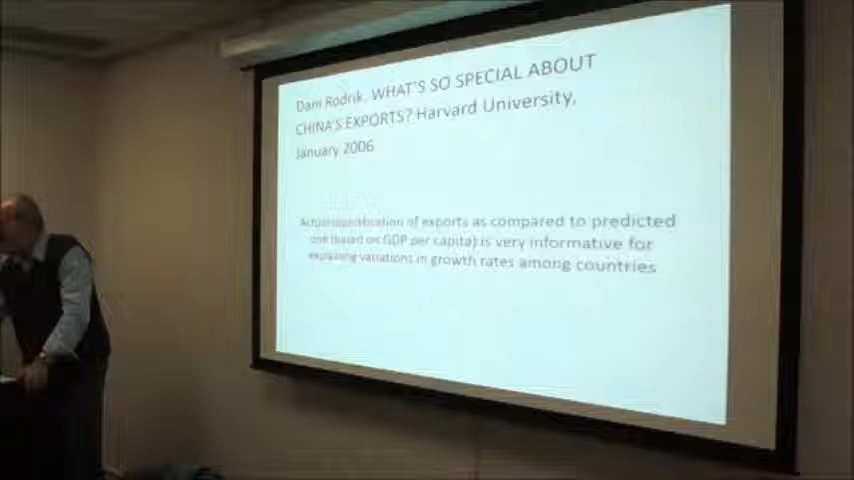 Dani Rodrik, WHAT'S SO SPECIAL ABOUT
CHINA'S EXPORTS? Harvard University,
January 2006
Actual sophistication of exports as compared to predicted
one (based on GDP per capita) is very informative for
explaining variations in growth rates among countries